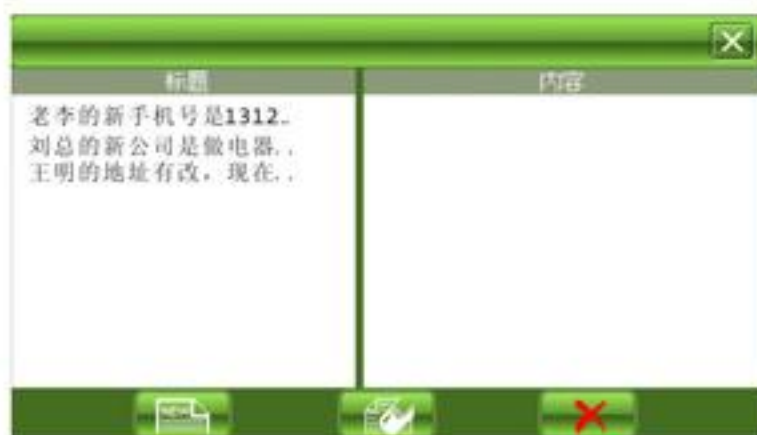 标题
内容
老李的新手机号是1312..
刘总的新公司是做电器..
王明的地址有改，现在..
NEW